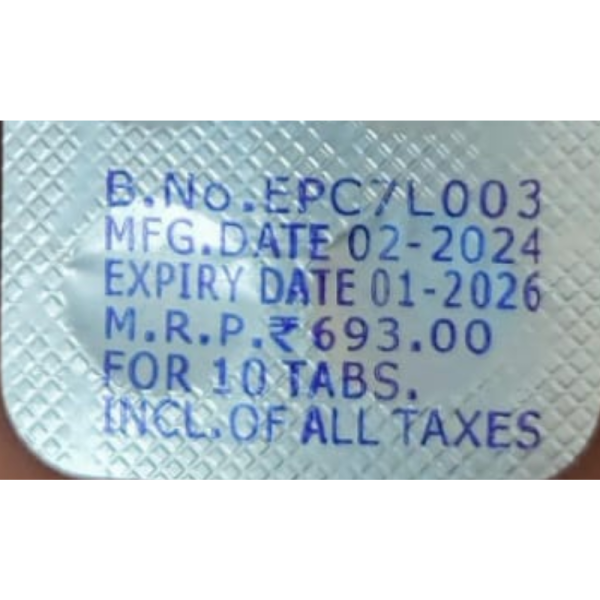 B.No.EPC7L003
MFG.DATE 02-2024
EXPIRY DATE 01-2026
M.R.P.₹693.00
FOR 10 TABS.
INCL.OF ALL TAXES